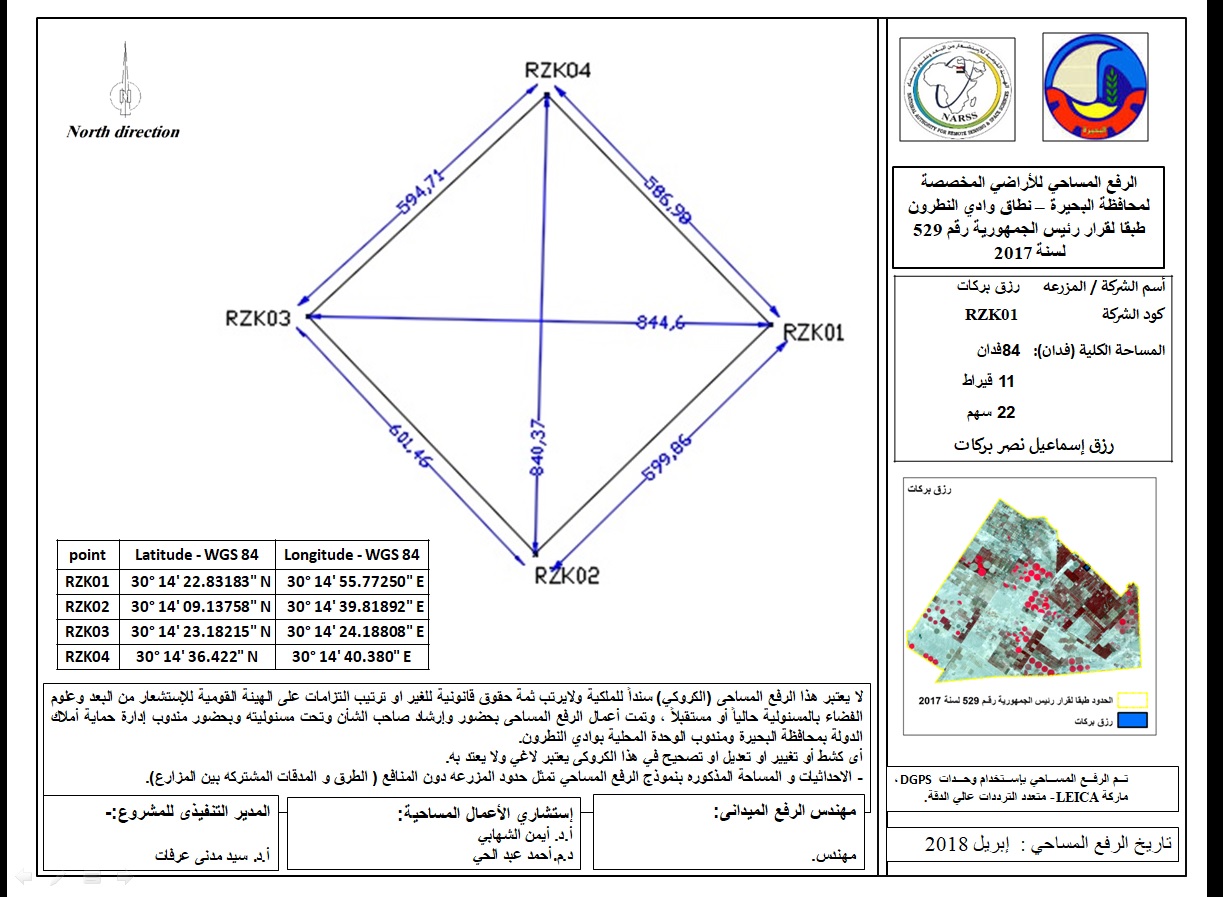 North direction
RZK04
594,71
586,98
RZK03
844,6
RZK01
601,46
840,37
599,86
RZK02
point Latitude - WGS 84 Longitude - WGS 84
RZK01 30° 14' 22.83183" N 30° 14' 55.77250" E
RZK02 30° 14' 09.13758" N 30° 14' 39.81892" E
RZK03 30° 14' 23.18215" N 30° 14' 24.18808" E
RZK04 30° 14' 36.422" N 30° 14' 40.380" E
لا يعتبر هذا الرفع المساحى (الكروكي) سنداً للملكية ولايرتب ثمة حقوق قانونية للغير او ترتيب التزامات على الهيئة القومية للإستشعار من البعد وعلوم
الفضاء بالمسئولية حالياً أو مستقبلاً ، وتمت أعمال الرفع المساحى بحضور وإرشاد صاحب الشأن وتحت مسئوليته وبحضور مندوب إدارة حماية أملاك
الدولة بمحافظة البحيرة ومندوب الوحدة المحلية بوادي النطرون.
أى كشط أو تغيير او تعديل او تصحيح في هذا الكروكى يعتبر لاغي ولا يعتد به.
- الاحداثيات و المساحة المذكوره بنموذج الرفع المساحي تمثل حدود المزرعه دون المنافع ( الطرق و المدقات المشتركه بين المزارع).
مهندس الرفع الميدانى:
مهندس.
إستشاري الأعمال المساحية:
أ.د. أيمن الشهابي
د.م.أحمد عبد الحي
المدير التنفيذى للمشروع:-
أ.د. سيد مدنى عرفات
NARSS
NATIONAL AUTHORITY FOR REMOTE SENSING & SPACE SCIENCES
البحيرة
الرفع المساحي للأراضي المخصصة
لمحافظة البحيرة – نطاق وادي النطرون
طبقا لقرار رئيس الجمهورية رقم 529
لسنة 2017
أسم الشركة / المزرعه رزق بركات
كود الشركة RZK01
المساحة الكلية (فدان): 84فدان
11 قيراط
22 سهم
رزق إسماعيل نصر بركات
رزق بركات
الحدود طبقا لقرار رئيس الجمهورية رقم 529 لسنة 2017
رزق بركات
تـم الرفـع المسـاحي بإسـتخدام وحـدات DGPS ،
ماركة LEICA- متعدد الترددات عالي الدقة.
تاريخ الرفع المساحي : إبريل 2018